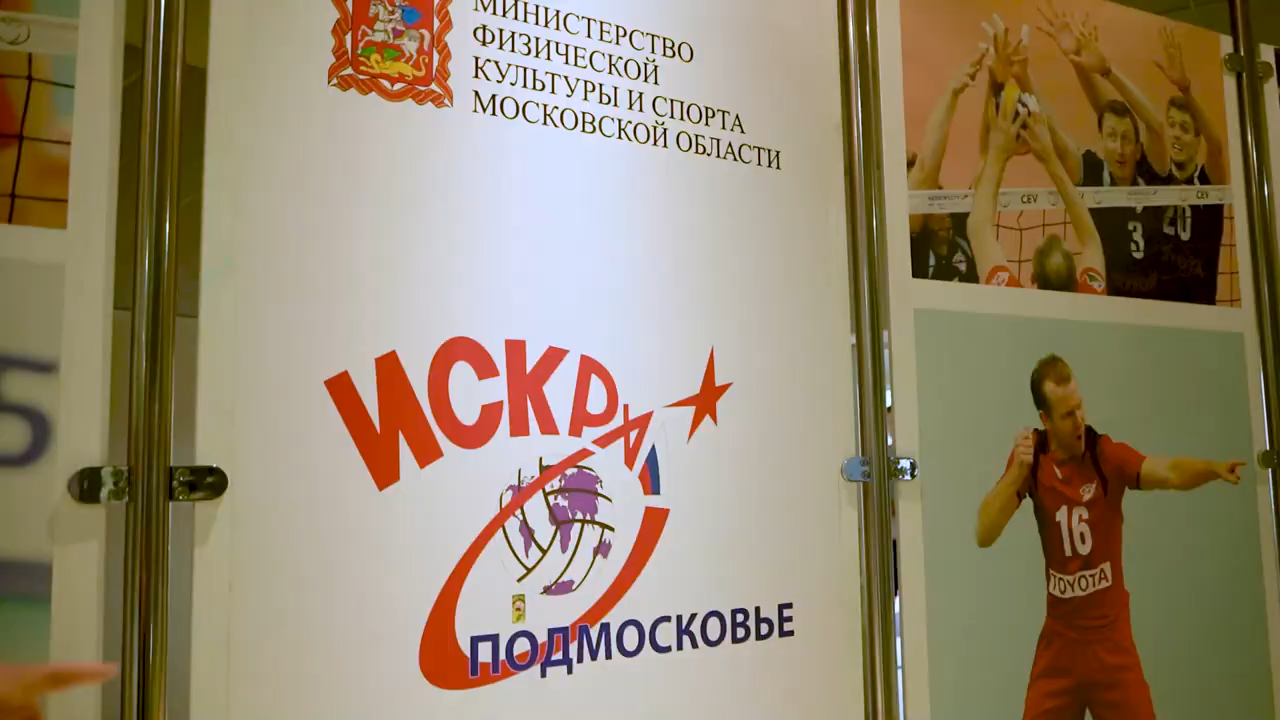 МИНИСТЕРСТВО
ФИЗИЧЕСКОЙ
КУЛЬТУРЫ И СПОРТА
МОСКОВСКОЙ ОБЛАСТИ
ИСКРА
ПОДМОСКОВЬЕ
CEV
CEV
3
20
16
TOYOTA
Б